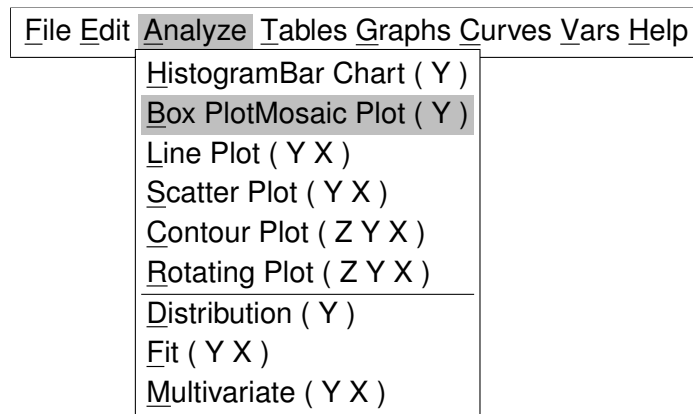 File Edit Analyze Tables Graphs Curves Vars Help
HistogramBar Chart ( Y )
Box PlotMosaic Plot ( Y )
Line Plot ( Y X )
Scatter Plot ( Y X )
Contour Plot ( Z Y X )
Rotating Plot ( Z Y X )
Distribution ( Y )
Fit ( Y X )
Multivariate ( Y X )